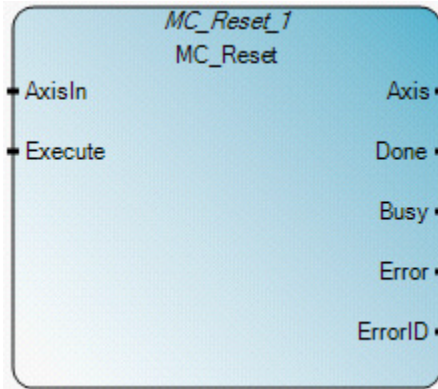 MC_Reset_1
MC_Reset
AxisIn Axis
Execute Done
Busy
Error
ErrorID